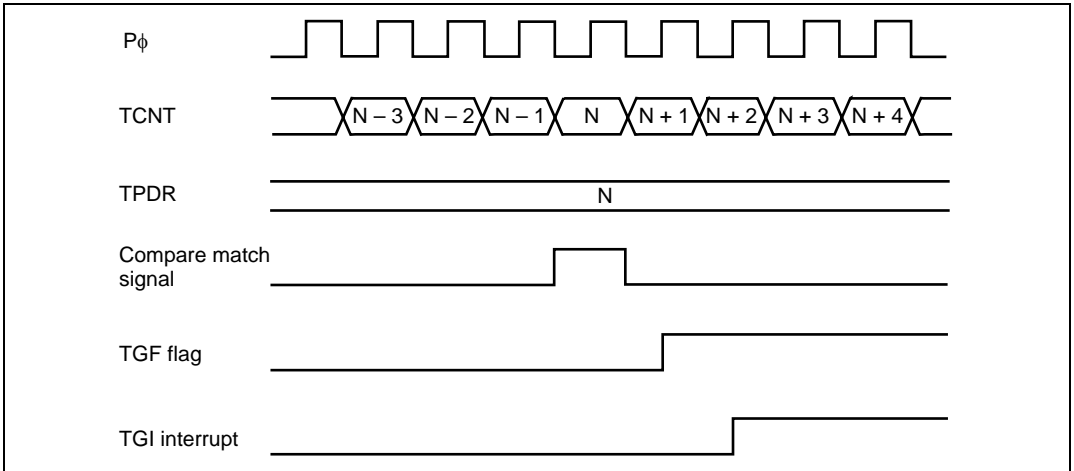 Pϕ
TCNT
N – 3 N – 2 N – 1 N N + 1 N + 2 N + 3 N + 4
TPDR
N
Compare match
signal
TGF flag
TGI interrupt